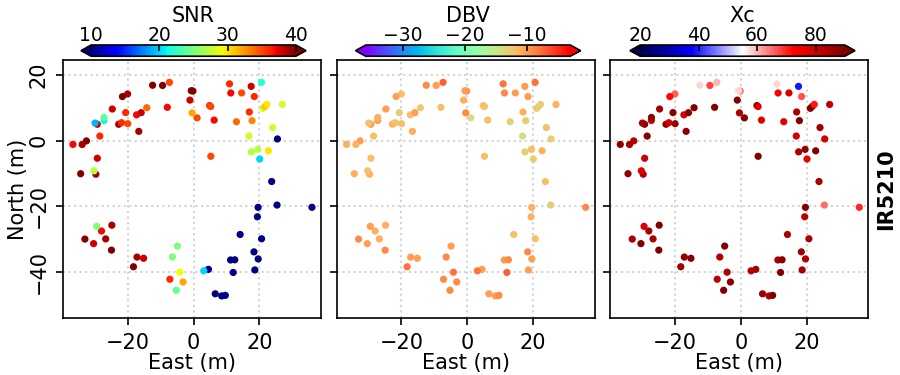 SNR
DBV
Xc
10 20 30 40
−30 −20 −10
20 40 60 80
20
0
−20
−40
North (m)
IR5210
−20 0 20
−20 0 20
−20 0 20
East (m)
East (m)
East (m)